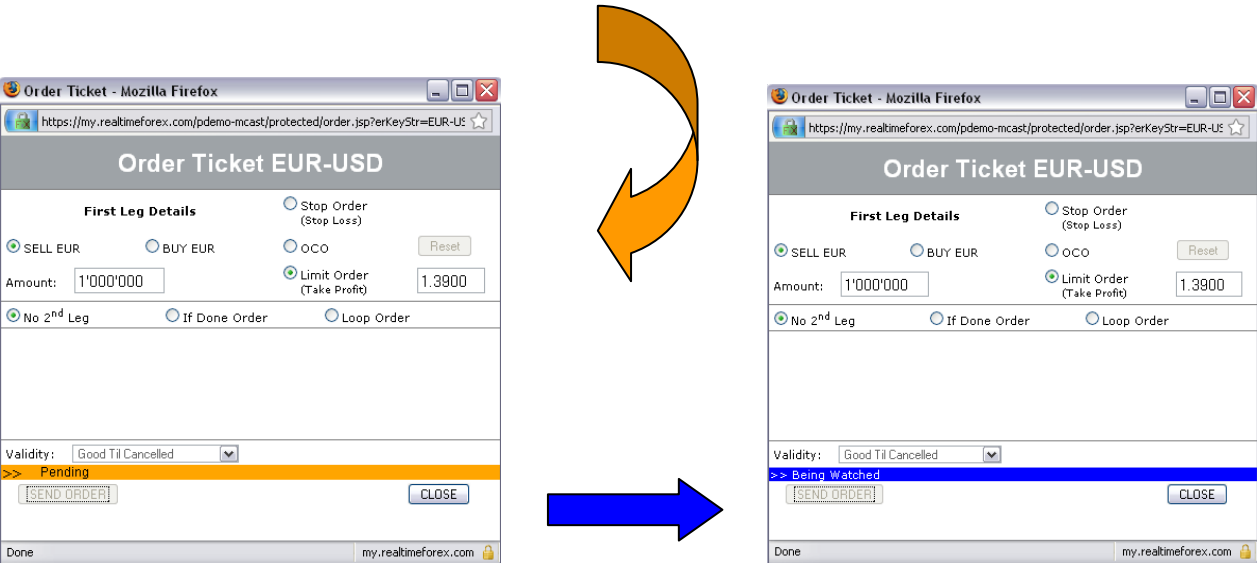 Order Ticket - Mozilla Firefox
https://my.realtimeforex.com/pdemo-mcast/protected/order.jsp?erKeyStr=EUR-US
Order Ticket EUR-USD
First Leg Details
Stop Order
(Stop Loss)
SELL EUR BUY EUR OCO Reset
Amount: 1'000'000 Limit Order 1.3900
(Take Profit)
No 2nd Leg If Done Order Loop Order
Validity: Good Til Cancelled
>> Pending
SEND ORDER CLOSE
Done my.realtimeforex.com
Order Ticket - Mozilla Firefox
https://my.realtimeforex.com/pdemo-mcast/protected/order.jsp?erKeyStr=EUR-US
Order Ticket EUR-USD
First Leg Details
Stop Order
(Stop Loss)
SELL EUR BUY EUR OCO Reset
Amount: 1'000'000 Limit Order 1.3900
(Take Profit)
No 2nd Leg If Done Order Loop Order
Validity: Good Til Cancelled
>> Being Watched
SEND ORDER CLOSE
Done my.realtimeforex.com